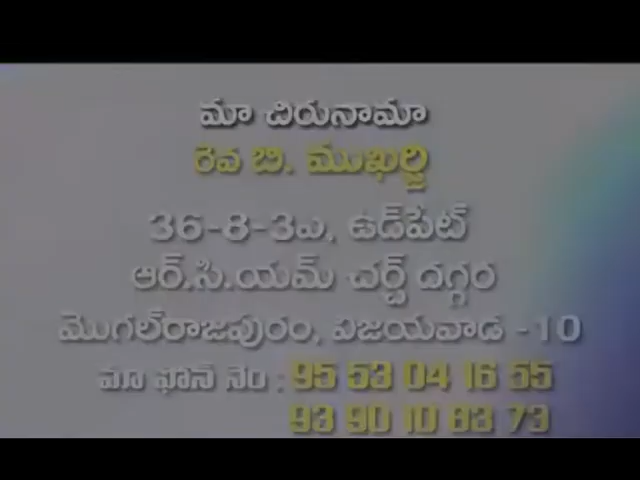 మా చిరునామా
రెవ బి. ముఖర్జి
36-8-3ఎ, ఉడ్‌పేట్
ఆర్.సి.యమ్ చర్చ్ దగ్గర
మొగల్‌రాజపురం, విజయవాడ -10
మా ఫోన్ నెం : 95 53 04 16 55
93 90 10 83 73